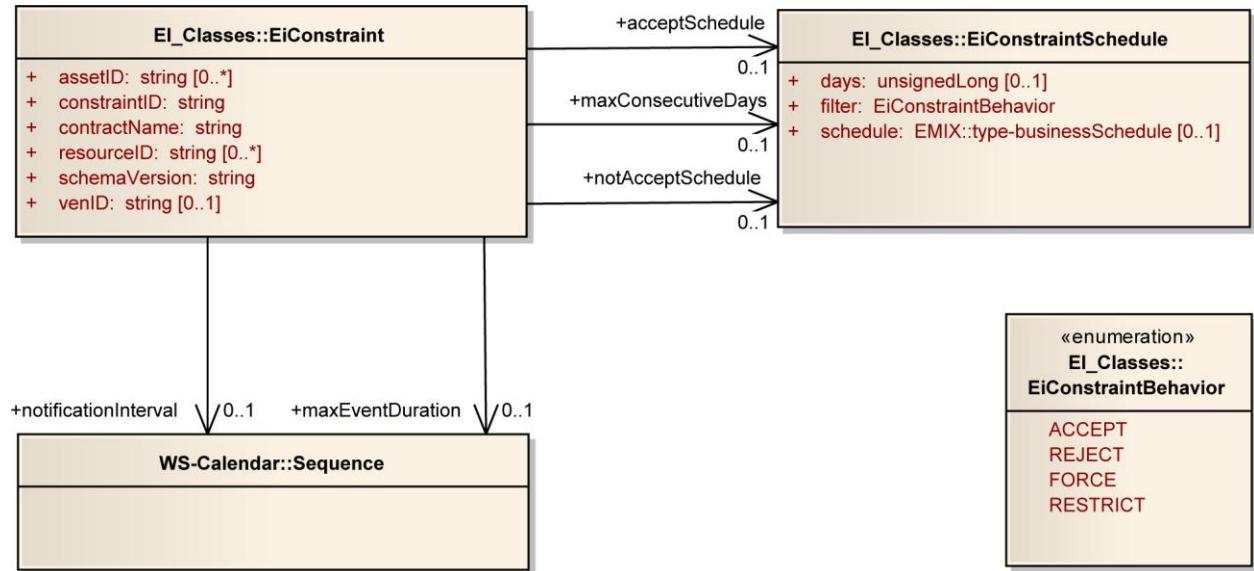 EI_Classes::EiConstraint
+ assetID: string [0..*]
+ constraintID: string
+ contractName: string
+ resourceID: string [0..*]
+ schemaVersion: string
+ venID: string [0..1]
+acceptSchedule
0..1
+maxConsecutiveDays
0..1
+notAcceptSchedule
0..1
EI_Classes::EiConstraintSchedule
+ days: unsignedLong [0..1]
+ filter: EiConstraintBehavior
+ schedule: EMIX::type-businessSchedule [0..1]
+notificationInterval
0..1
+maxEventDuration
0..1
WS-Calendar::Sequence
«enumeration»
EI_Classes::
EiConstraintBehavior
ACCEPT
REJECT
FORCE
RESTRICT